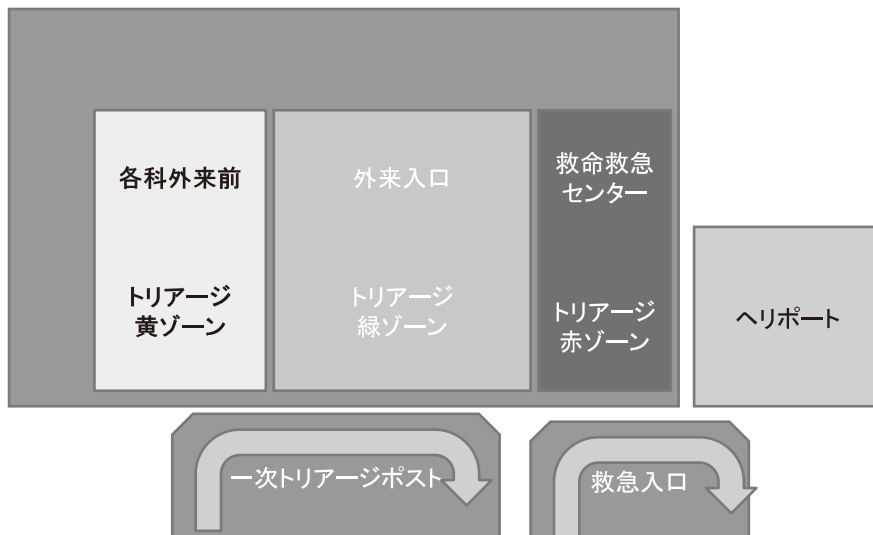 各科外来前
トリアージ
黄ゾーン
外来入口
トリアージ
緑ゾーン
救命救急
センター
トリアージ
赤ゾーン
ヘリポート
一次トリアージポスト
救急入口